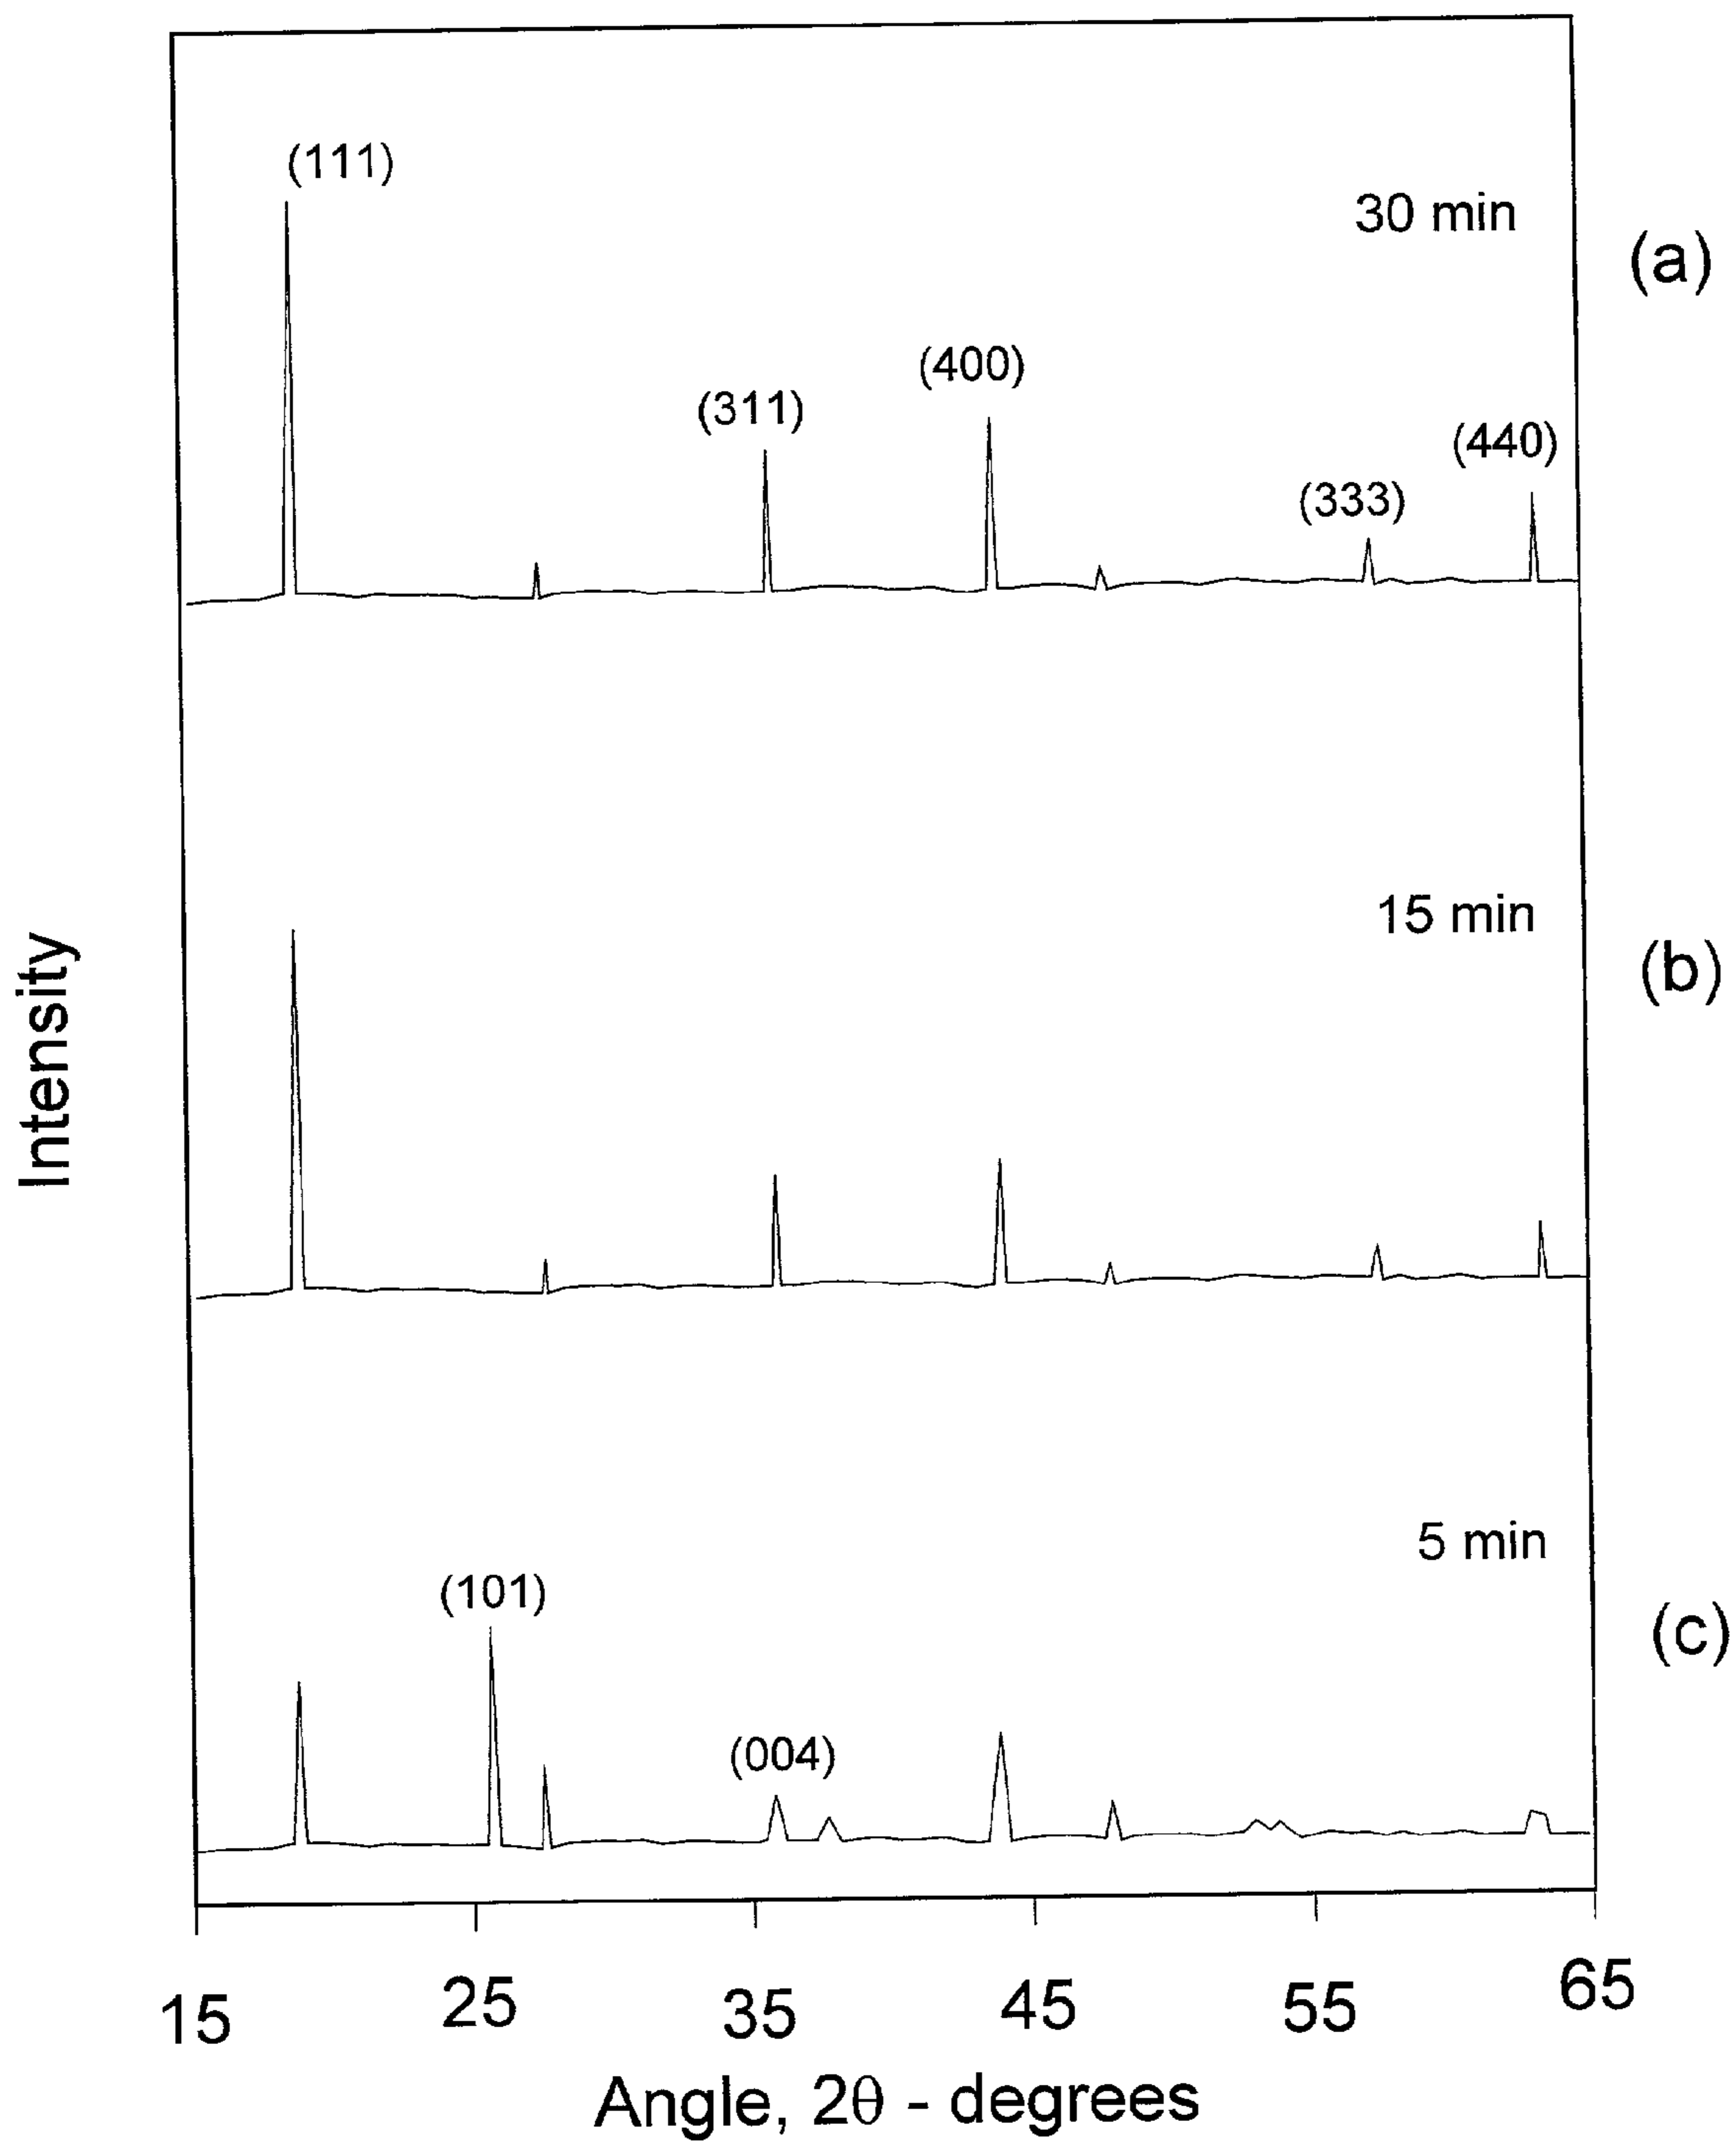 (111)
30 min
(a)
(400)
(311)
(440)
(333)
15 min
(b)
Intensity
5 min
(101)
(c)
(004)
15 25 35 45 55 65
Angle, 2θ - degrees